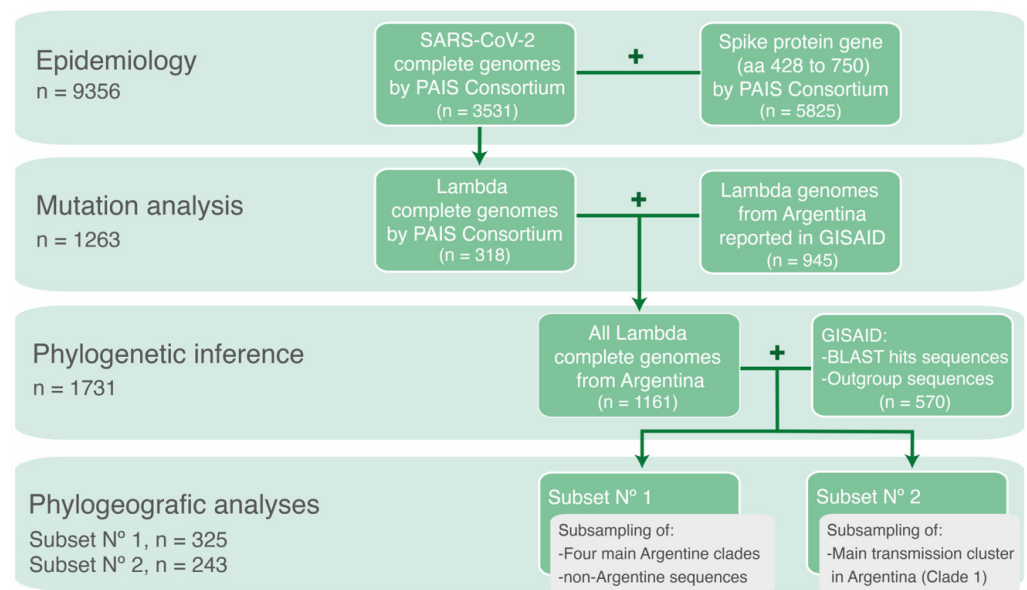 Epidemiology
n = 9356
SARS-CoV-2
complete genomes
by PAIS Consortium
(n = 3531)
+
Spike protein gene
(aa 428 to 750)
by PAIS Consortium
(n = 5825)
Mutation analysis
n = 1263
Lambda
complete genomes
by PAIS Consortium
(n = 318)
+
Lambda genomes
from Argentina
reported in GISAID
(n = 945)
Phylogenetic inference
n = 1731
All Lambda
complete genomes
from Argentina
(n = 1161)
+
GISAID:
-BLAST hits sequences
-Outgroup sequences
(n = 570)
Phylogeografic analyses
Subset Nº 1, n = 325
Subset Nº 2, n = 243
Subset Nº 1
Subsampling of:
-Four main Argentine clades
-non-Argentine sequences
Subset Nº 2
Subsampling of:
-Main transmission cluster
in Argentina (Clade 1)